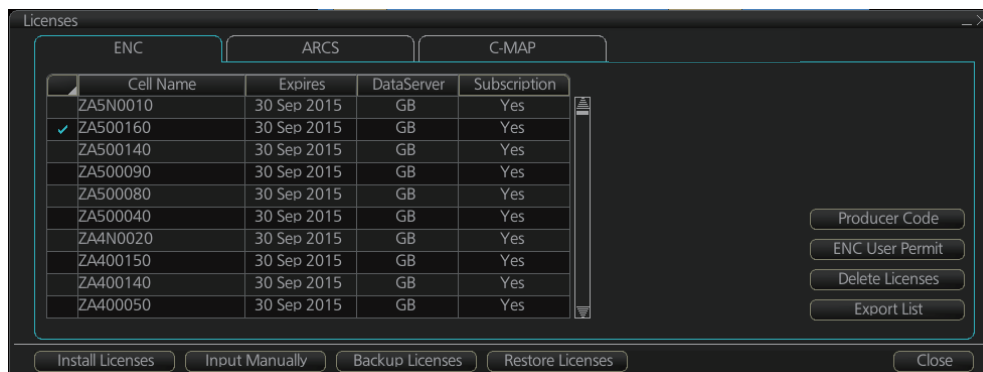 Licenses
ENC ARCS C-MAP
Cell Name Expires DataServer Subscription
ZA5N0010 30 Sep 2015 GB Yes
ZA500160 30 Sep 2015 GB Yes
ZA500140 30 Sep 2015 GB Yes
ZA500090 30 Sep 2015 GB Yes
ZA500080 30 Sep 2015 GB Yes
ZA500040 30 Sep 2015 GB Yes
ZA4N0020 30 Sep 2015 GB Yes
ZA400150 30 Sep 2015 GB Yes
ZA400140 30 Sep 2015 GB Yes
ZA400050 30 Sep 2015 GB Yes
Producer Code
ENC User Permit
Delete Licenses
Export List
Install Licenses Input Manually Backup Licenses Restore Licenses Close